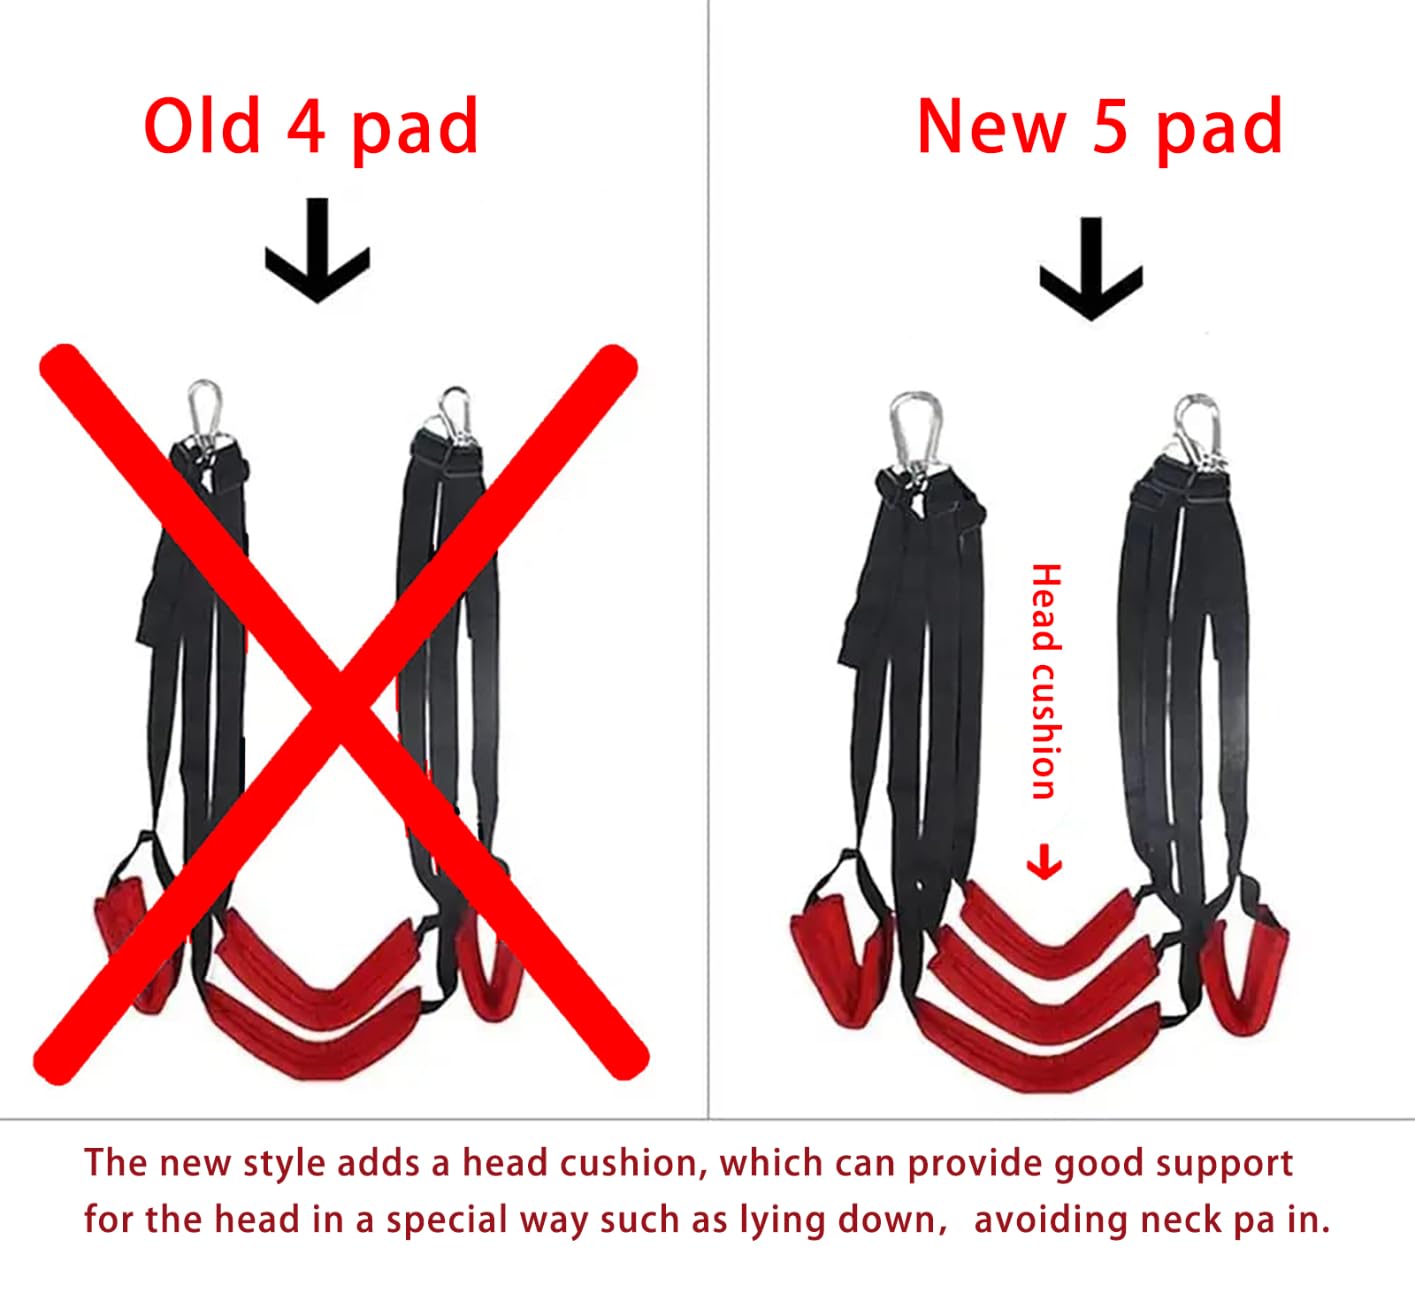 Old 4 pad
New 5 pad
Head cushion
The new style adds a head cushion, which can provide good support
for the head in a special way such as lying down, avoiding neck pa in.